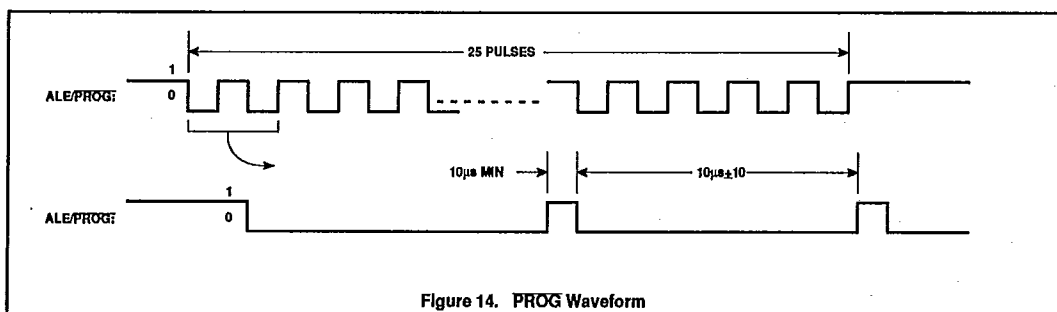 25 PULSES
1
ALE/PROG:
0
10µs MIN
10µs±10
1
ALE/PROG:
0
Figure 14. PROG Waveform